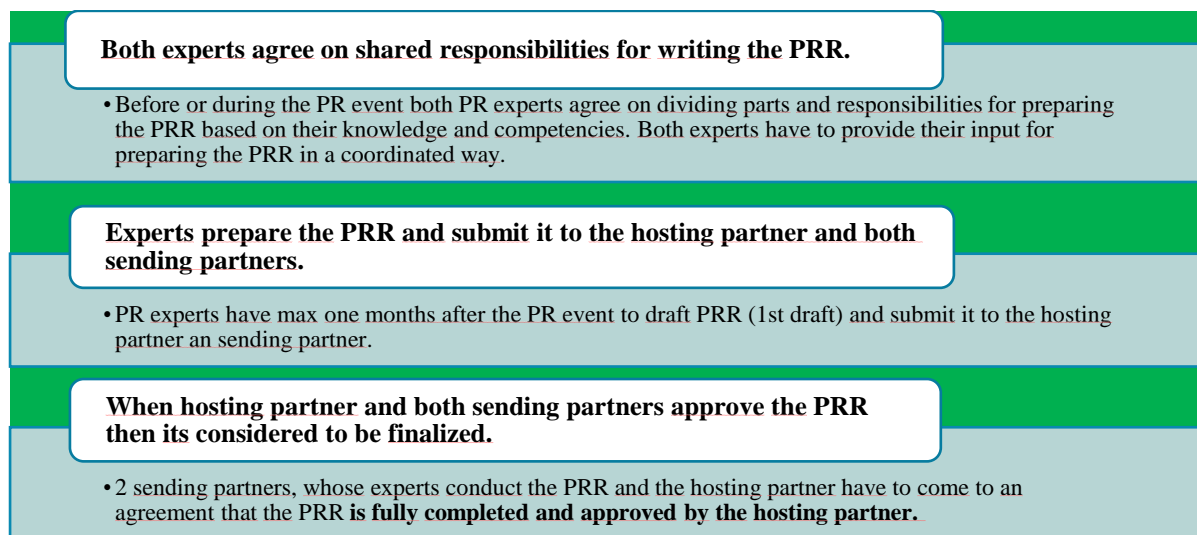 Both experts agree on shared responsibilities for writing the PRR.
• Before or during the PR event both PR experts agree on dividing parts and responsibilities for preparing
the PRR based on their knowledge and competencies. Both experts have to provide their input for
preparing the PRR in a coordinated way.
Experts prepare the PRR and submit it to the hosting partner and both
sending partners.
• PR experts have max one months after the PR event to draft PRR (1st draft) and submit it to the hosting
partner an sending partner.
When hosting partner and both sending partners approve the PRR
then its considered to be finalized.
• 2 sending partners, whose experts conduct the PRR and the hosting partner have to come to an
agreement that the PRR is fully completed and approved by the hosting partner.